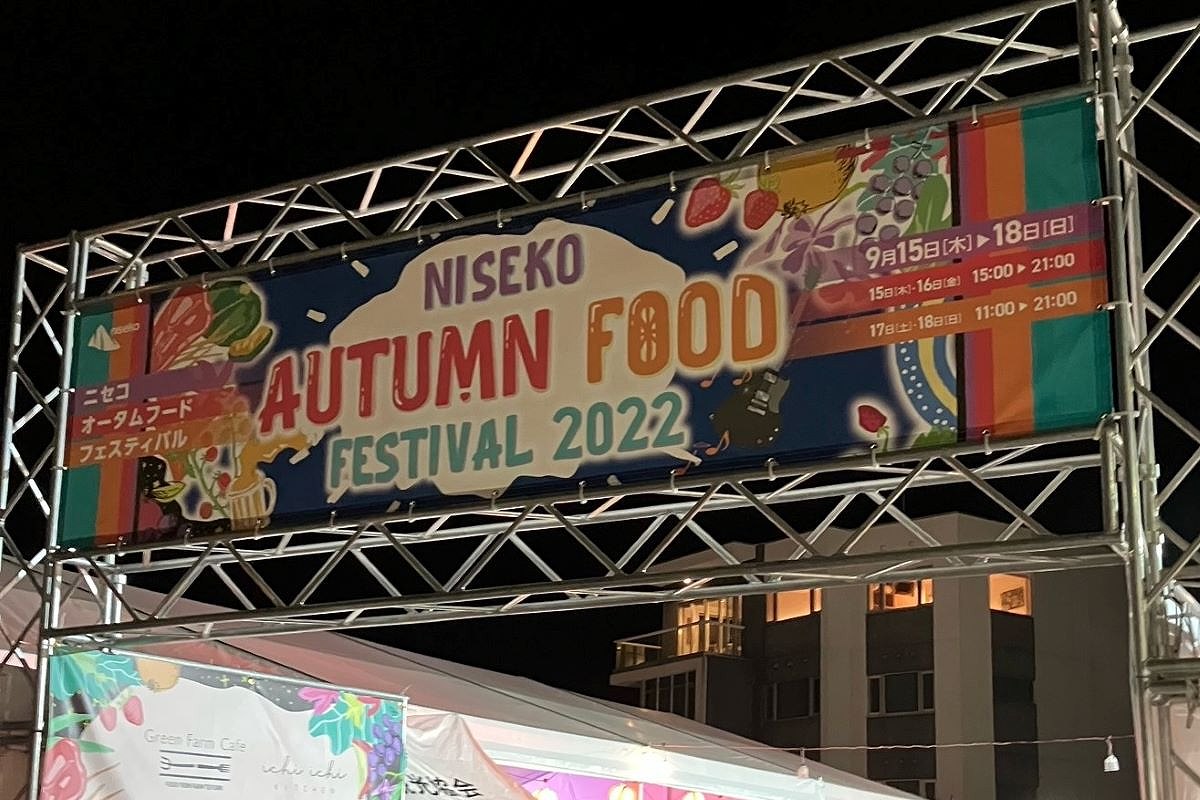 niseko
ニセコ
オータムフード
フェスティバル
NISEKO
AUTUMN FOOD
FESTIVAL 2022
9月15日[木]▶18日[日]
15日[木]・16日[金] 15:00▶21:00
17日[土]・18日[日] 11:00▶21:00
Green Farm Cafe
ichi ichi
KITCHEN